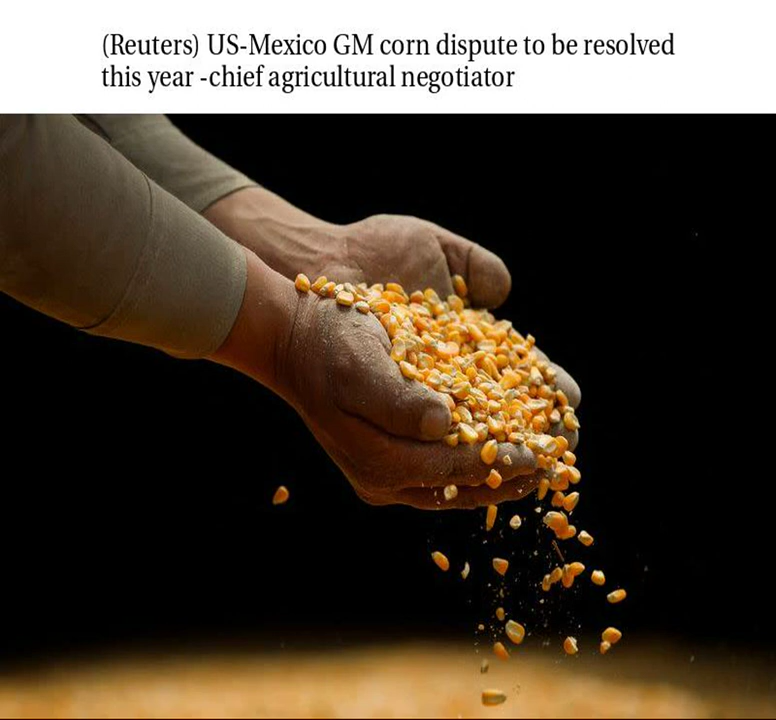 (Reuters) US-Mexico GM corn dispute to be resolved
this year -chief agricultural negotiator